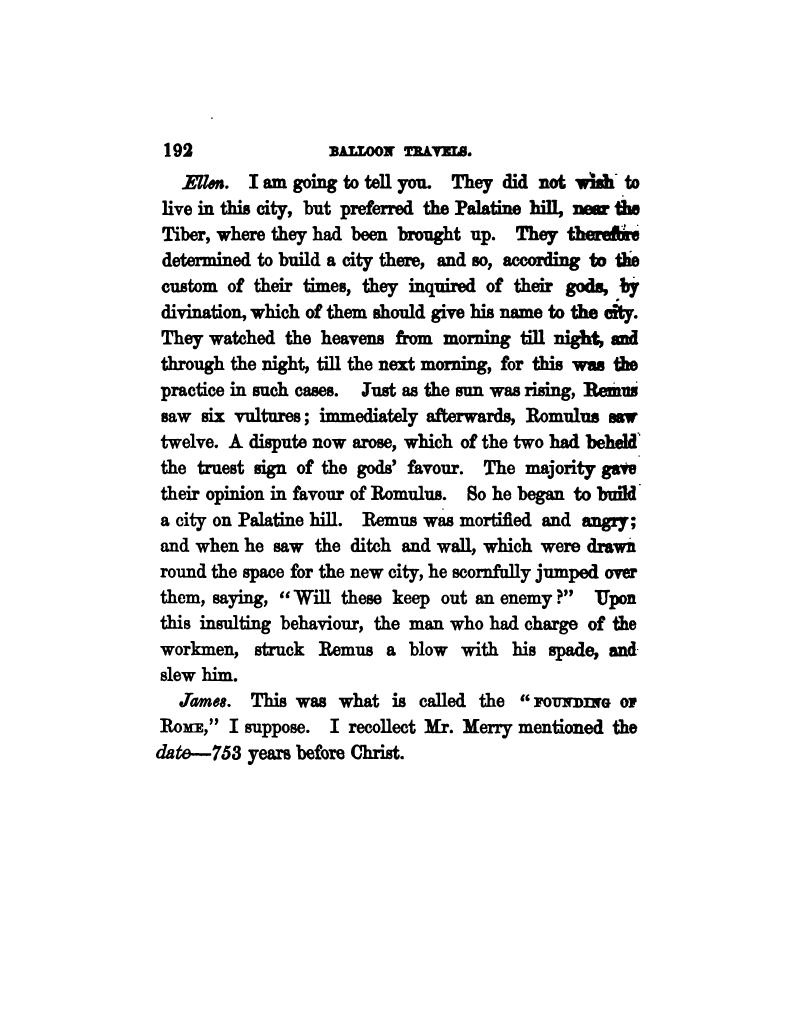 192 BALLOON TRAVELS.
Ellen. I am going to tell you. They did not wish to
live in this city, but preferred the Palatine hill, near the
Tiber, where they had been brought up. They therefore
determined to build a city there, and so, according to the
custom of their times, they inquired of their gods, by
divination, which of them should give his name to the city.
They watched the heavens from morning till night, and
through the night, till the next morning, for this was the
practice in such cases. Just as the sun was rising, Remus
saw six vultures; immediately afterwards, Romulus saw
twelve. A dispute now arose, which of the two had beheld
the truest sign of the gods' favour. The majority gave
their opinion in favour of Romulus. So he began to build
a city on Palatine hill. Remus was mortified and angry;
and when he saw the ditch and wall, which were drawn
round the space for the new city, he scornfully jumped over
them, saying, "Will these keep out an enemy?" Upon
this insulting behaviour, the man who had charge of the
workmen, struck Remus a blow with his spade, and
slew him.
James. This was what is called the "FOUNDING OF
ROME," I suppose. I recollect Mr. Merry mentioned the
date—753 years before Christ.